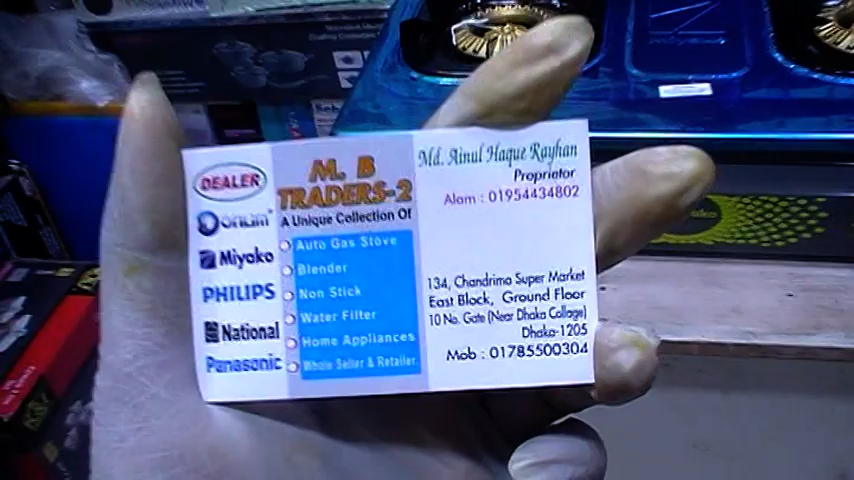 DEALER
Orium
Miyako
PHILIPS
National
Panasonic
M. B
TRADERS-2
A Unique Collection Of
Auto Gas Stove
Blender
Non Stick
Water Filter
Home Appliances
Whole Seller & Retailer.
Md. Ainul Haque Rayhan
Proprietor
Alam : 01954434802
134, Chandrima Super Market
East Block, Ground Floor
10 No. Gate (Near Dhaka Collage)
Dhaka-1205
Mob : 01785500304